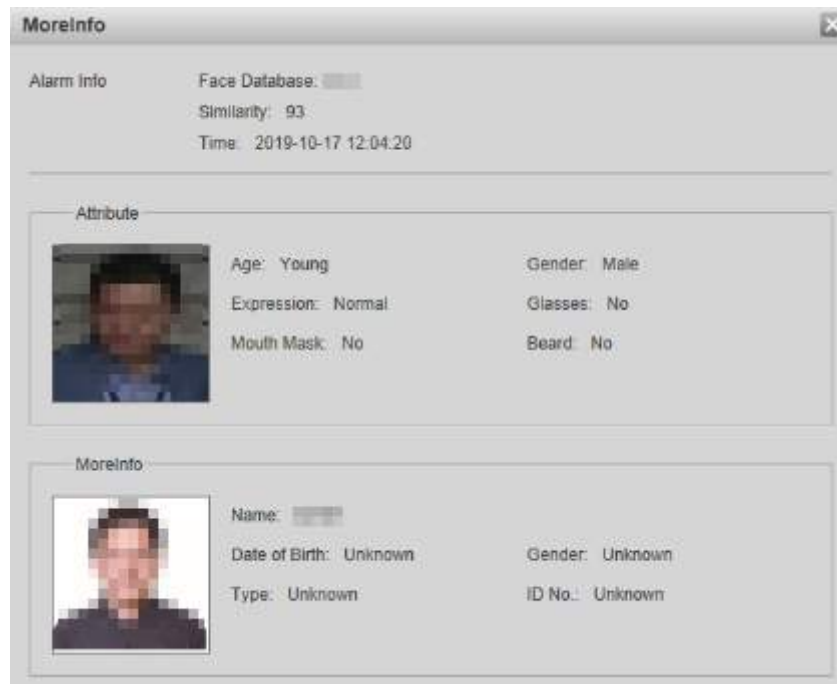 MoreInfo
Alarm Info
Face Database:
Similarity: 93
Time: 2019-10-17 12:04:20
Attribute
Age: Young Gender: Male
Expression: Normal Glasses: No
Mouth Mask: No Beard: No
MoreInfo
Name:
Date of Birth: Unknown Gender: Unknown
Type: Unknown ID No.: Unknown